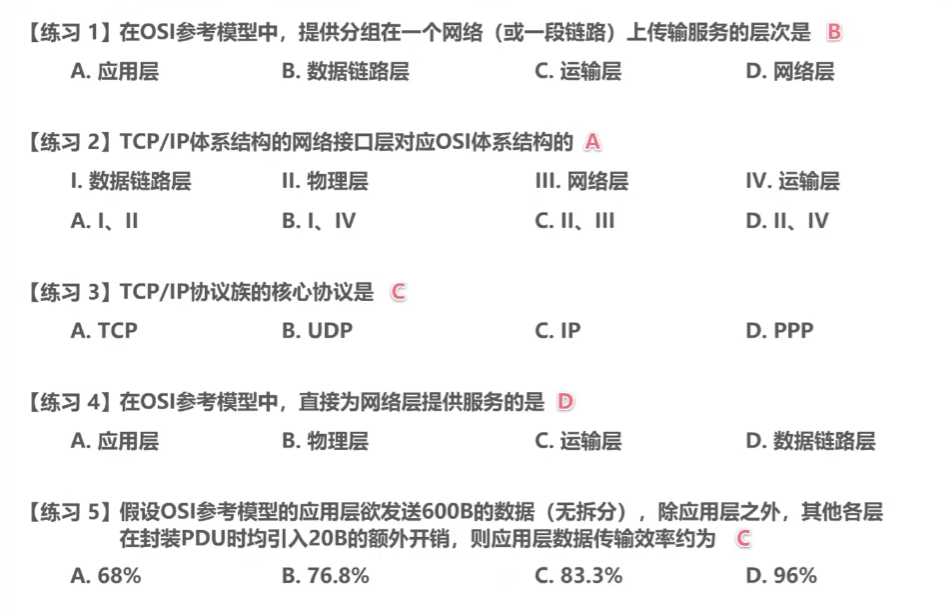 【练习 1】在OSI参考模型中，提供分组在一个网络（或一段链路）上传输服务的层次是 B
A. 应用层 B. 数据链路层 C. 运输层 D. 网络层
【练习 2】TCP/IP体系结构的网络接口层对应OSI体系结构的 A
I. 数据链路层 II. 物理层 III. 网络层 IV. 运输层
A. I、II B. I、IV C. II、III D. II、IV
【练习 3】TCP/IP协议族的核心协议是 C
A. TCP B. UDP C. IP D. PPP
【练习 4】在OSI参考模型中，直接为网络层提供服务的是 D
A. 应用层 B. 物理层 C. 运输层 D. 数据链路层
【练习 5】假设OSI参考模型的应用层欲发送600B的数据（无拆分），除应用层之外，其他各层
在封装PDU时均引入20B的额外开销，则应用层数据传输效率约为 C
A. 68% B. 76.8% C. 83.3% D. 96%